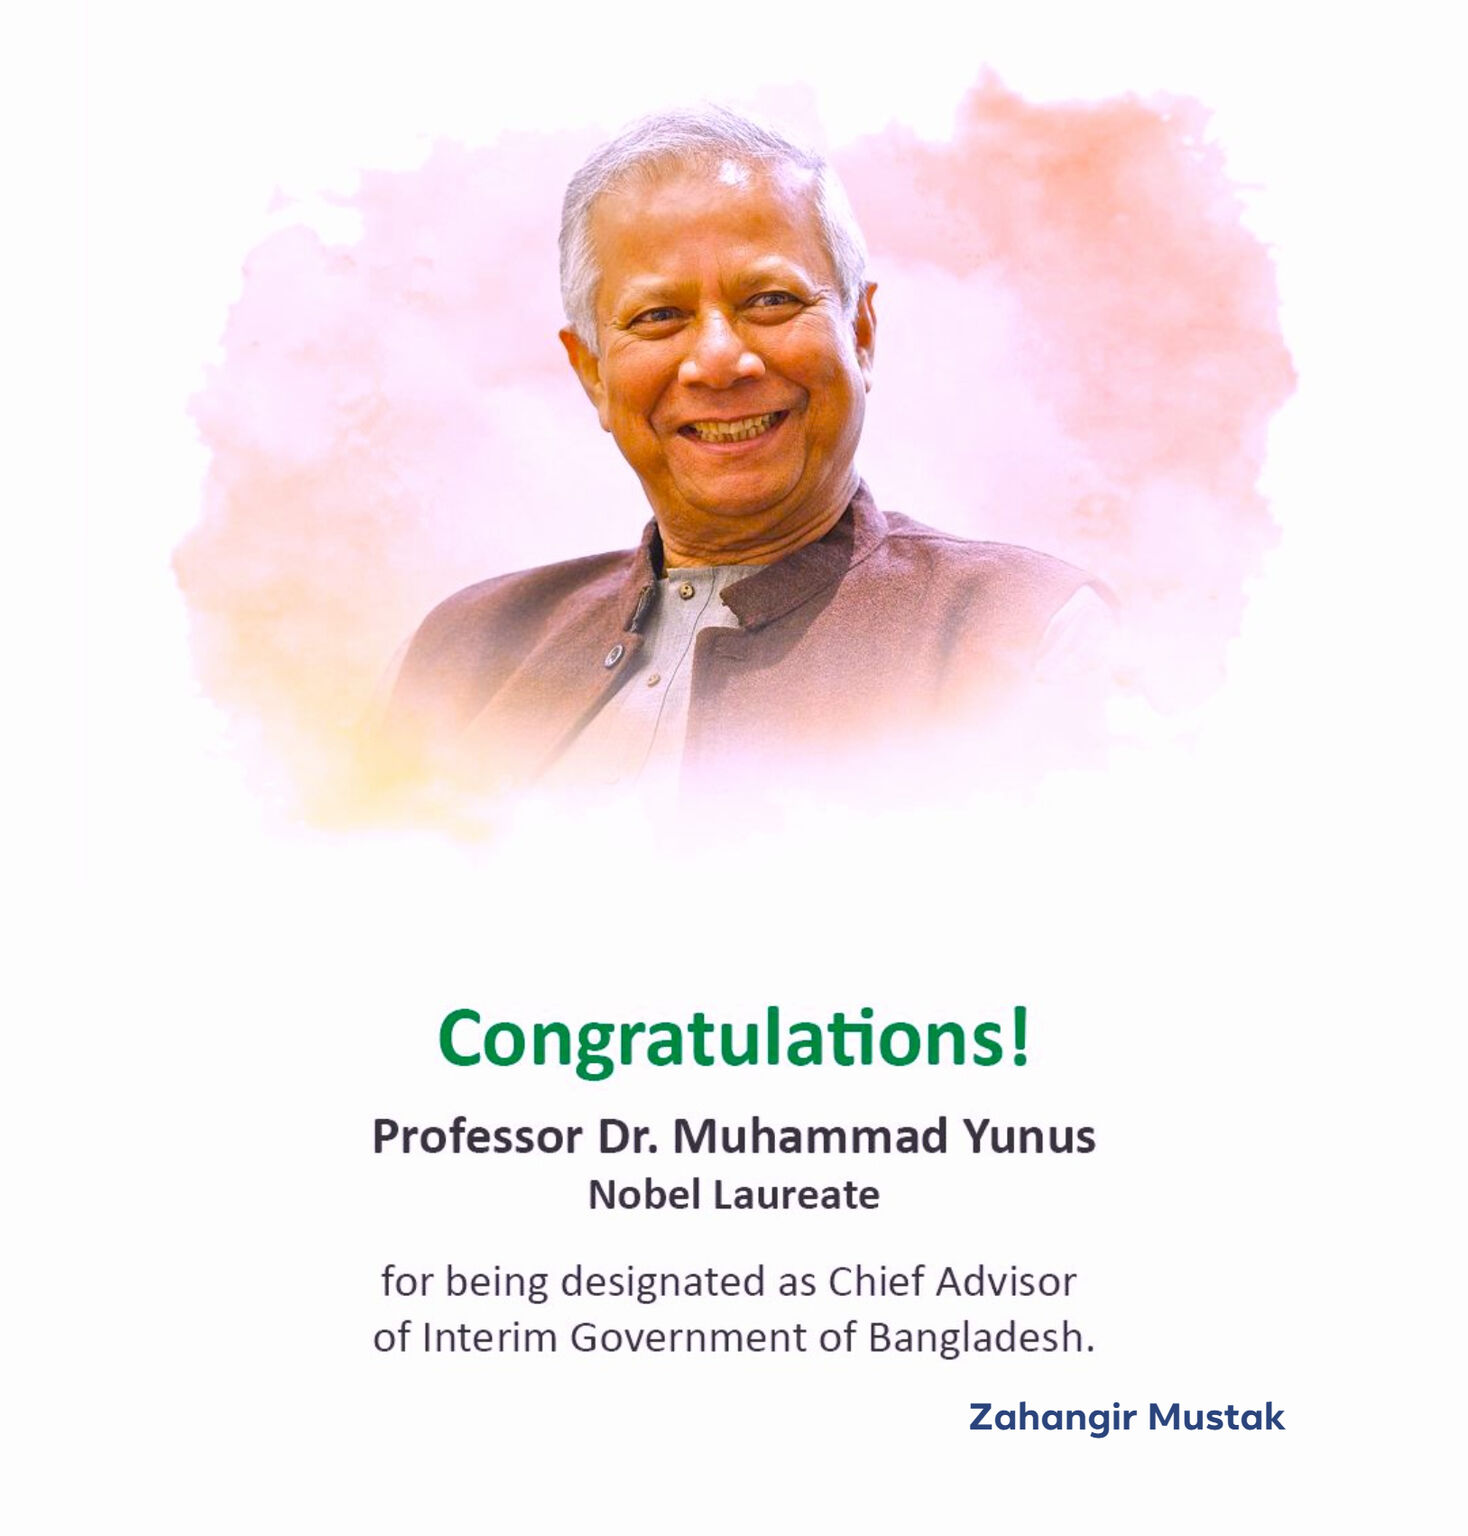 Congratulations!
Professor Dr. Muhammad Yunus
Nobel Laureate
for being designated as Chief Advisor
of Interim Government of Bangladesh.
Zahangir Mustak